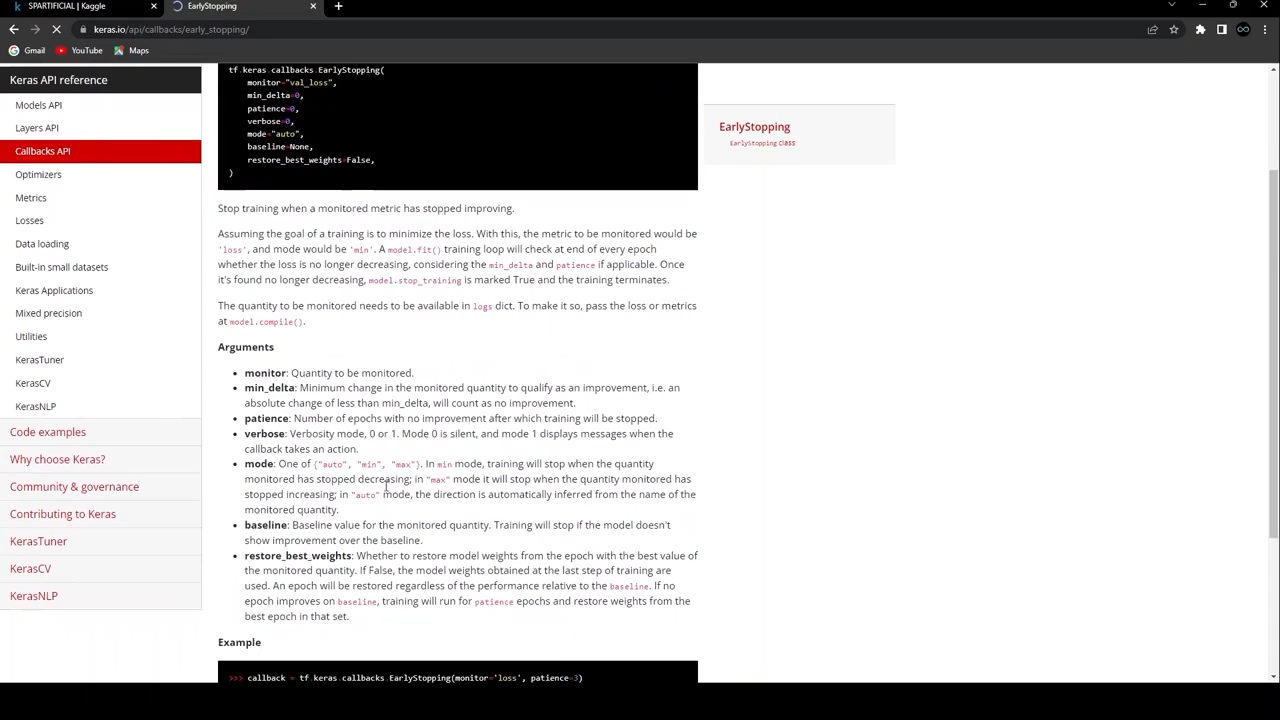 SPARTIFICIAL | Kaggle
EarlyStopping
keras.io/api/callbacks/early_stopping/
Gmail
YouTube
Maps
Keras API reference
Models API
Layers API
Callbacks API
Optimizers
Metrics
Losses
Data loading
Built-in small datasets
Keras Applications
Mixed precision
Utilities
KerasTuner
KerasCV
KerasNLP
Code examples
Why choose Keras?
Community & governance
Contributing to Keras
KerasTuner
KerasCV
KerasNLP
tf.keras.callbacks.EarlyStopping(
monitor="val_loss",
min_delta=0,
patience=0,
verbose=0,
mode="auto",
baseline=None,
restore_best_weights=False,
)
Stop training when a monitored metric has stopped improving.
Assuming the goal of a training is to minimize the loss. With this, the metric to be monitored would be
'loss', and mode would be 'min'. A model.fit() training loop will check at end of every epoch
whether the loss is no longer decreasing, considering the min_delta and patience if applicable. Once
it's found no longer decreasing, model.stop_training is marked True and the training terminates.
The quantity to be monitored needs to be available in logs dict. To make it so, pass the loss or metrics
at model.compile().
Arguments
• monitor: Quantity to be monitored.
• min_delta: Minimum change in the monitored quantity to qualify as an improvement, i.e. an
absolute change of less than min_delta, will count as no improvement.
• patience: Number of epochs with no improvement after which training will be stopped.
• verbose: Verbosity mode, 0 or 1. Mode 0 is silent, and mode 1 displays messages when the
callback takes an action.
• mode: One of {"auto", "min", "max"}. In min mode, training will stop when the quantity
monitored has stopped decreasing; in "max" mode it will stop when the quantity monitored has
stopped increasing; in "auto" mode, the direction is automatically inferred from the name of the
monitored quantity.
• baseline: Baseline value for the monitored quantity. Training will stop if the model doesn't
show improvement over the baseline.
• restore_best_weights: Whether to restore model weights from the epoch with the best value of
the monitored quantity. If False, the model weights obtained at the last step of training are
used. An epoch will be restored regardless of the performance relative to the baseline. If no
epoch improves on baseline, training will run for patience epochs and restore weights from the
best epoch in that set.
Example
>>> callback = tf.keras.callbacks.EarlyStopping(monitor='loss', patience=3)
EarlyStopping
EarlyStopping class